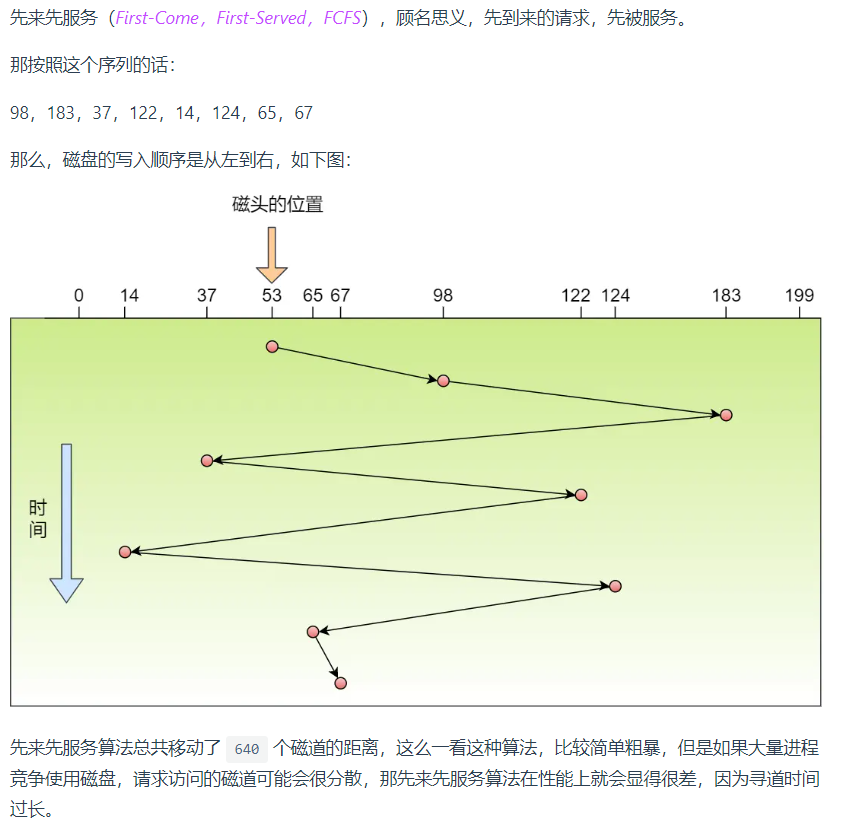 先来先服务（First-Come，First-Served，FCFS），顾名思义，先到来的请求，先被服务。
那按照这个序列的话：
98，183，37，122，14，124，65，67
那么，磁盘的写入顺序是从左到右，如下图：
磁头的位置
0 14 37 53 65 67 98 122 124 183 199
时间
先来先服务算法总共移动了 640 个磁道的距离，这么一看这种算法，比较简单粗暴，但是如果大量进程
竞争使用磁盘，请求访问的磁道可能会很分散，那先来先服务算法在性能上就会显得很差，因为寻道时间
过长。